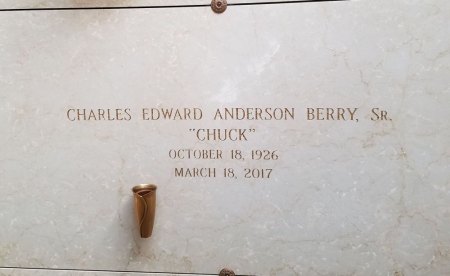 CHARLES EDWARD ANDERSON BERRY, SR.
"CHUCK"
OCTOBER 18, 1926
MARCH 18, 2017